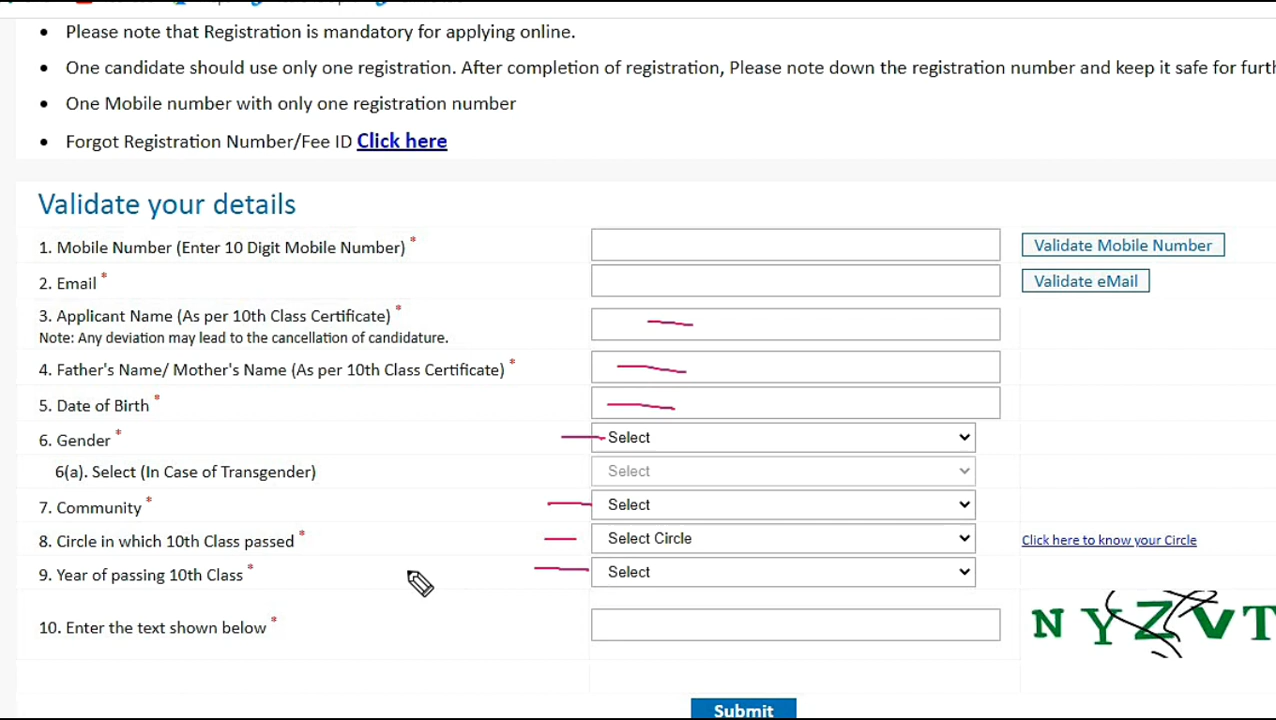 Please note that Registration is mandatory for applying online.
One candidate should use only one registration. After completion of registration, Please note down the registration number and keep it safe for
One Mobile number with only one registration number
Forgot Registration Number/Fee ID Click here
Validate your details
1. Mobile Number (Enter 10 Digit Mobile Number) * Validate Mobile Number
2. Email * Validate eMail
3. Applicant Name (As per 10th Class Certificate) *
Note: Any deviation may lead to the cancellation of candidature.
4. Father's Name/ Mother's Name (As per 10th Class Certificate) *
5. Date of Birth *
6. Gender * Select
6(a). Select (In Case of Transgender) Select
7. Community * Select
8. Circle in which 10th Class passed * Select Circle Click here to know your Circle
9. Year of passing 10th Class * Select
10. Enter the text shown below * NYZVT
Submit